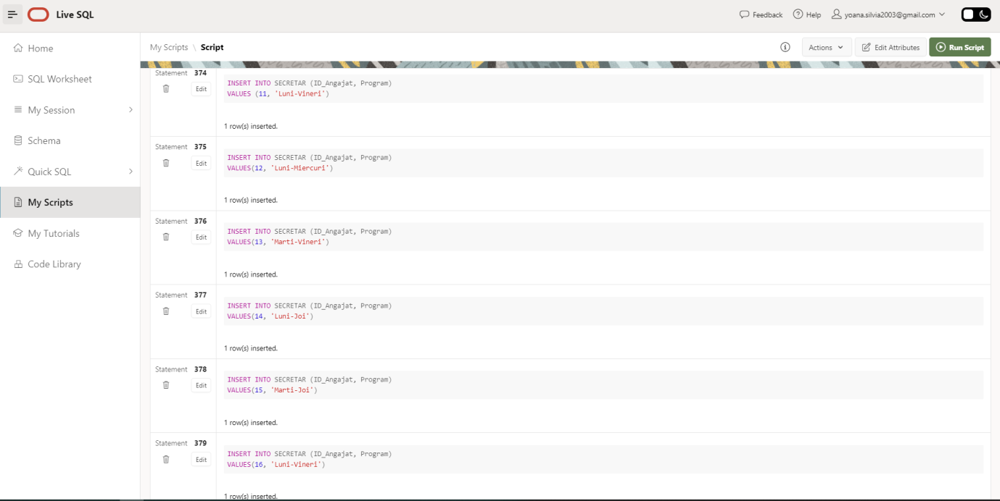 Live SQL
Feedback
Help
yoana.silvia2003@gmail.com
Home
SQL Worksheet
My Session
Schema
Quick SQL
My Scripts
My Tutorials
Code Library
My Scripts \ Script
Actions
Edit Attributes
Run Script
Statement 374
Edit
INSERT INTO SECRETAR (ID_Angajat, Program)
VALUES (11, 'Luni-Vineri')
1 row(s) inserted.
Statement 375
Edit
INSERT INTO SECRETAR (ID_Angajat, Program)
VALUES(12, 'Luni-Miercuri')
1 row(s) inserted.
Statement 376
Edit
INSERT INTO SECRETAR (ID_Angajat, Program)
VALUES(13, 'Marti-Vineri')
1 row(s) inserted.
Statement 377
Edit
INSERT INTO SECRETAR (ID_Angajat, Program)
VALUES(14, 'Luni-Joi')
1 row(s) inserted.
Statement 378
Edit
INSERT INTO SECRETAR (ID_Angajat, Program)
VALUES(15, 'Marti-Joi')
1 row(s) inserted.
Statement 379
Edit
INSERT INTO SECRETAR (ID_Angajat, Program)
VALUES(16, 'Luni-Vineri')
1 row(s) inserted.